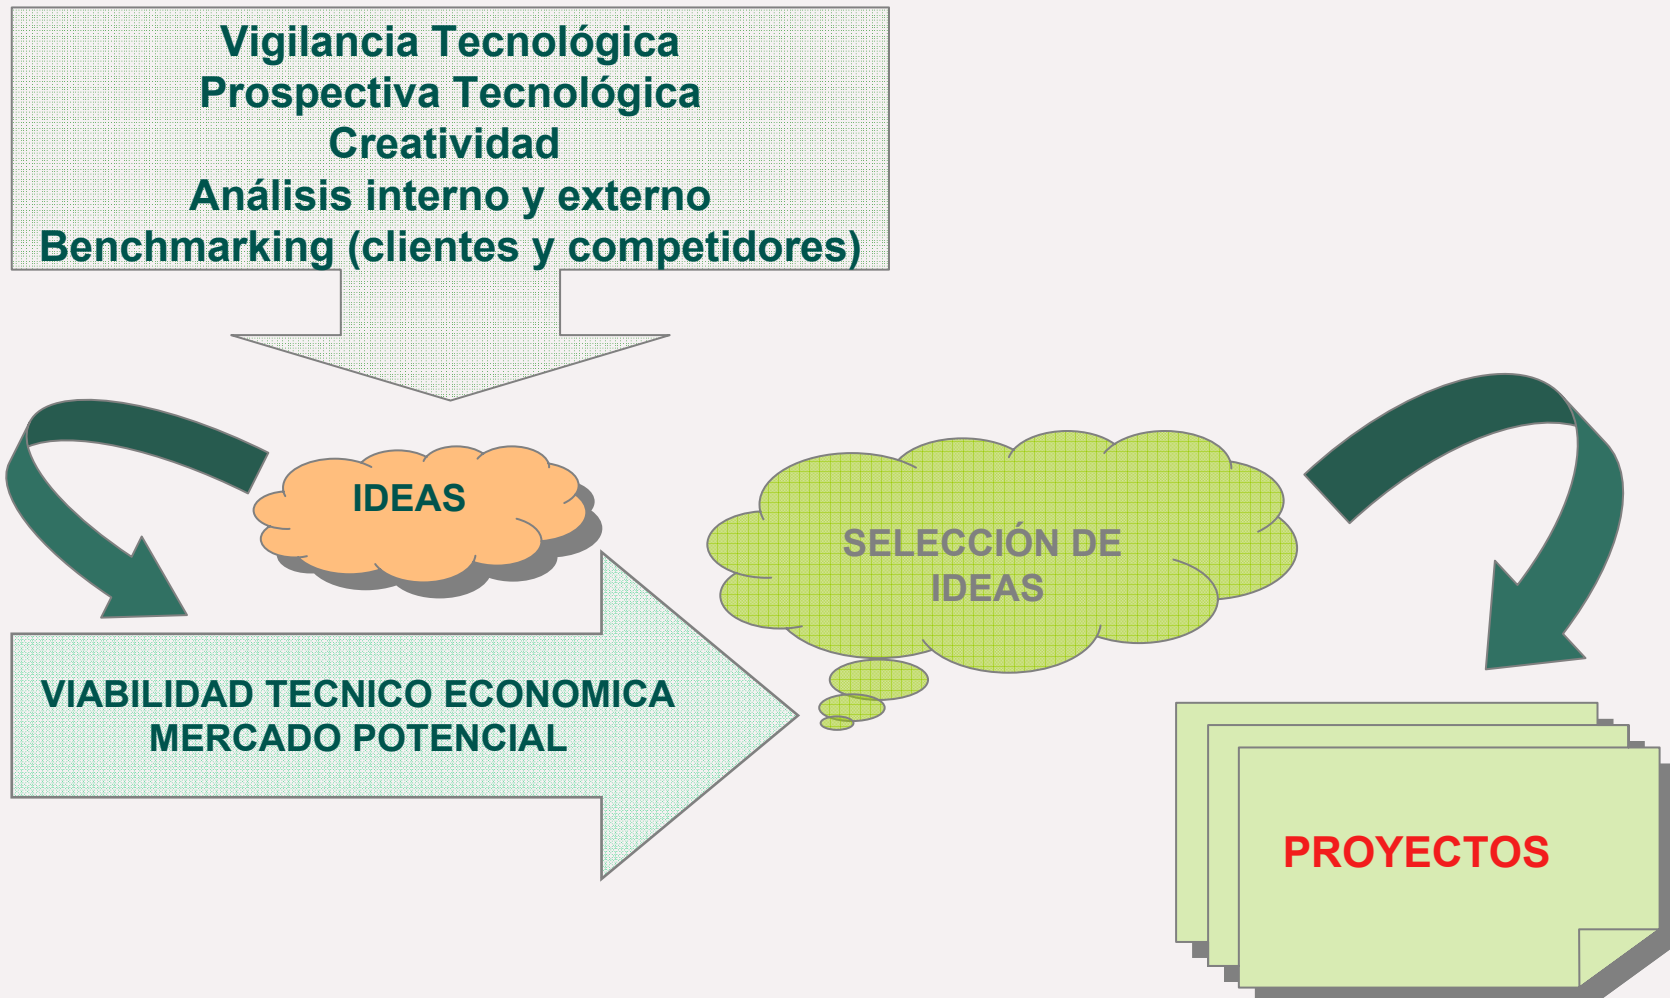 Vigilancia Tecnológica
Prospectiva Tecnológica
Creatividad
Análisis interno y externo
Benchmarking (clientes y competidores)
IDEAS
SELECCIÓN DE
IDEAS
VIABILIDAD TECNICO ECONOMICA
MERCADO POTENCIAL
PROYECTOS